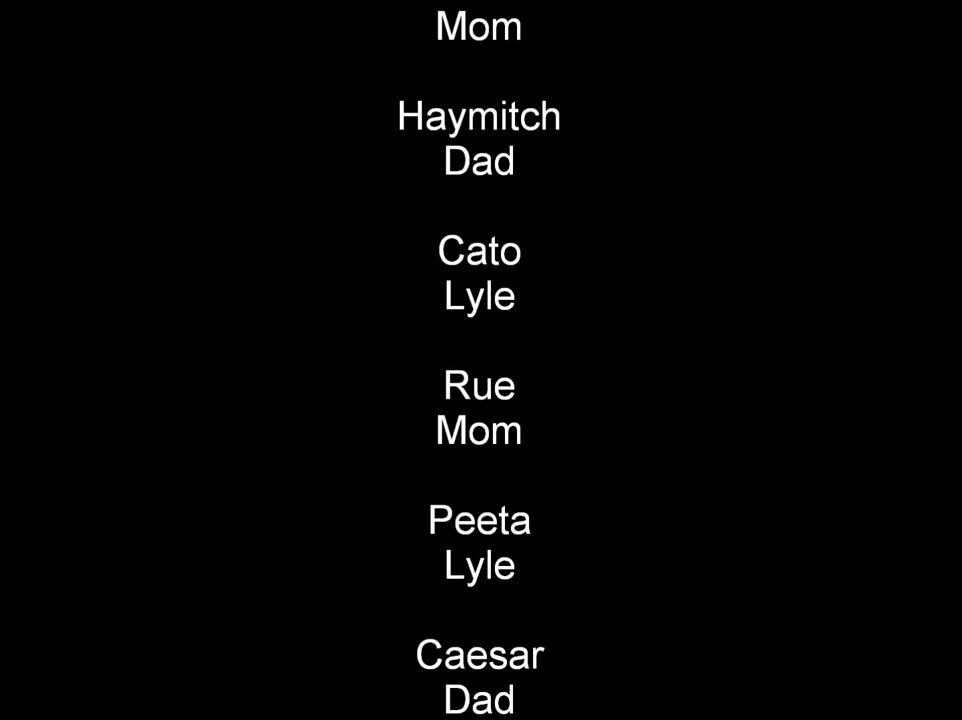 Mom
Haymitch
Dad
Cato
Lyle
Rue
Mom
Peeta
Lyle
Caesar
Dad